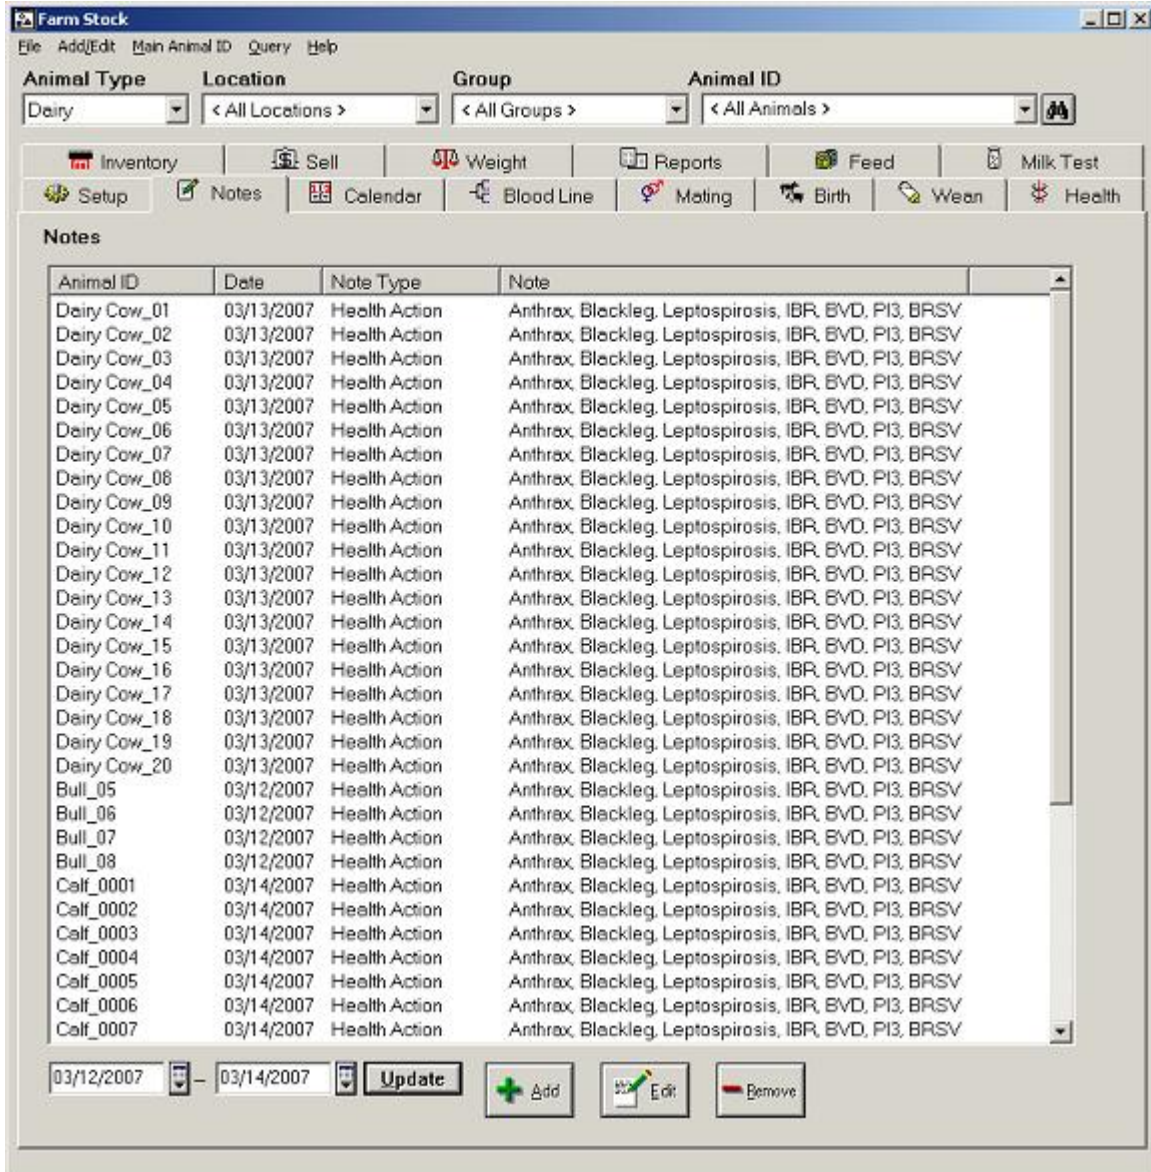 Farm Stock
File Add/Edit Main Animal ID Query Help
Animal Type Location Group Animal ID
Dairy < All Locations > < All Groups > < All Animals >
Inventory Sell Weight Reports Feed Milk Test
Setup Notes Calendar Blood Line Mating Birth Wean Health
Notes
Animal ID Date Note Type Note
Dairy Cow_01 03/13/2007 Health Action Anthrax, Blackleg, Leptospirosis, IBR, BVD, PI3, BRSV
Dairy Cow_02 03/13/2007 Health Action Anthrax, Blackleg, Leptospirosis, IBR, BVD, PI3, BRSV
Dairy Cow_03 03/13/2007 Health Action Anthrax, Blackleg, Leptospirosis, IBR, BVD, PI3, BRSV
Dairy Cow_04 03/13/2007 Health Action Anthrax, Blackleg, Leptospirosis, IBR, BVD, PI3, BRSV
Dairy Cow_05 03/13/2007 Health Action Anthrax, Blackleg, Leptospirosis, IBR, BVD, PI3, BRSV
Dairy Cow_06 03/13/2007 Health Action Anthrax, Blackleg, Leptospirosis, IBR, BVD, PI3, BRSV
Dairy Cow_07 03/13/2007 Health Action Anthrax, Blackleg, Leptospirosis, IBR, BVD, PI3, BRSV
Dairy Cow_08 03/13/2007 Health Action Anthrax, Blackleg, Leptospirosis, IBR, BVD, PI3, BRSV
Dairy Cow_09 03/13/2007 Health Action Anthrax, Blackleg, Leptospirosis, IBR, BVD, PI3, BRSV
Dairy Cow_10 03/13/2007 Health Action Anthrax, Blackleg, Leptospirosis, IBR, BVD, PI3, BRSV
Dairy Cow_11 03/13/2007 Health Action Anthrax, Blackleg, Leptospirosis, IBR, BVD, PI3, BRSV
Dairy Cow_12 03/13/2007 Health Action Anthrax, Blackleg, Leptospirosis, IBR, BVD, PI3, BRSV
Dairy Cow_13 03/13/2007 Health Action Anthrax, Blackleg, Leptospirosis, IBR, BVD, PI3, BRSV
Dairy Cow_14 03/13/2007 Health Action Anthrax, Blackleg, Leptospirosis, IBR, BVD, PI3, BRSV
Dairy Cow_15 03/13/2007 Health Action Anthrax, Blackleg, Leptospirosis, IBR, BVD, PI3, BRSV
Dairy Cow_16 03/13/2007 Health Action Anthrax, Blackleg, Leptospirosis, IBR, BVD, PI3, BRSV
Dairy Cow_17 03/13/2007 Health Action Anthrax, Blackleg, Leptospirosis, IBR, BVD, PI3, BRSV
Dairy Cow_18 03/13/2007 Health Action Anthrax, Blackleg, Leptospirosis, IBR, BVD, PI3, BRSV
Dairy Cow_19 03/13/2007 Health Action Anthrax, Blackleg, Leptospirosis, IBR, BVD, PI3, BRSV
Dairy Cow_20 03/13/2007 Health Action Anthrax, Blackleg, Leptospirosis, IBR, BVD, PI3, BRSV
Bull_05 03/12/2007 Health Action Anthrax, Blackleg, Leptospirosis, IBR, BVD, PI3, BRSV
Bull_06 03/12/2007 Health Action Anthrax, Blackleg, Leptospirosis, IBR, BVD, PI3, BRSV
Bull_07 03/12/2007 Health Action Anthrax, Blackleg, Leptospirosis, IBR, BVD, PI3, BRSV
Bull_08 03/12/2007 Health Action Anthrax, Blackleg, Leptospirosis, IBR, BVD, PI3, BRSV
Calf_0001 03/14/2007 Health Action Anthrax, Blackleg, Leptospirosis, IBR, BVD, PI3, BRSV
Calf_0002 03/14/2007 Health Action Anthrax, Blackleg, Leptospirosis, IBR, BVD, PI3, BRSV
Calf_0003 03/14/2007 Health Action Anthrax, Blackleg, Leptospirosis, IBR, BVD, PI3, BRSV
Calf_0004 03/14/2007 Health Action Anthrax, Blackleg, Leptospirosis, IBR, BVD, PI3, BRSV
Calf_0005 03/14/2007 Health Action Anthrax, Blackleg, Leptospirosis, IBR, BVD, PI3, BRSV
Calf_0006 03/14/2007 Health Action Anthrax, Blackleg, Leptospirosis, IBR, BVD, PI3, BRSV
Calf_0007 03/14/2007 Health Action Anthrax, Blackleg, Leptospirosis, IBR, BVD, PI3, BRSV
03/12/2007 – 03/14/2007 Update Add Edit Remove